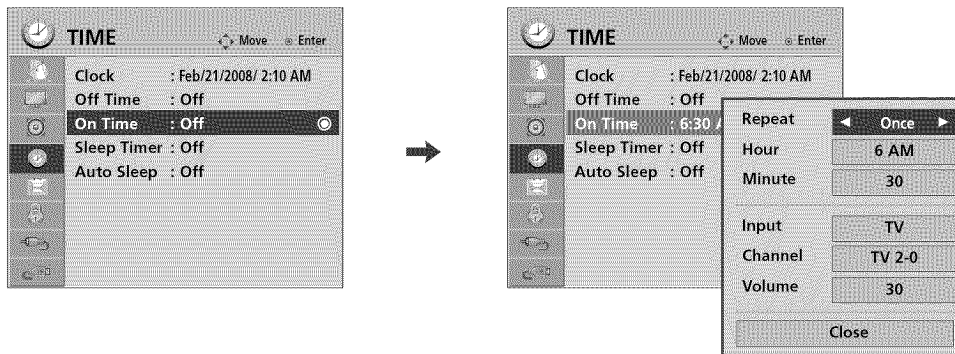 TIME
Move
Enter
Clock : Feb/21/2008/ 2:10 AM
Off Time : Off
On Time : Off
Sleep Timer : Off
Auto Sleep : Off
TIME
Move
Enter
Clock : Feb/21/2008/ 2:10 AM
Off Time : Off
On Time : 6:30 A
Sleep Timer : Off
Auto Sleep : Off
Repeat Once
Hour 6 AM
Minute 30
Input TV
Channel TV 2-0
Volume 30
Close